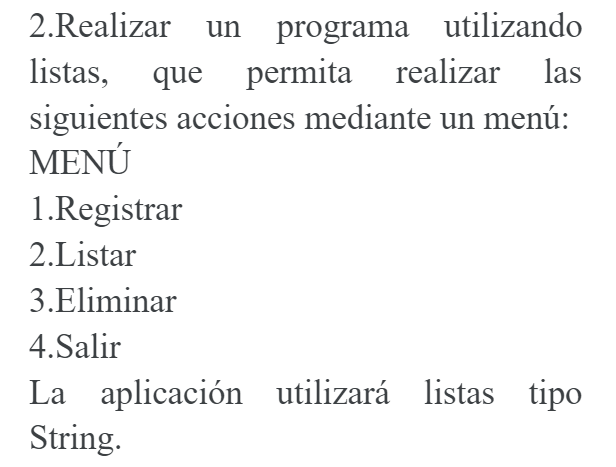 2.Realizar un programa utilizando
listas, que permita realizar las
siguientes acciones mediante un menú:
MENÚ
1.Registrar
2.Listar
3.Eliminar
4.Salir
La aplicación utilizará listas tipo
String.